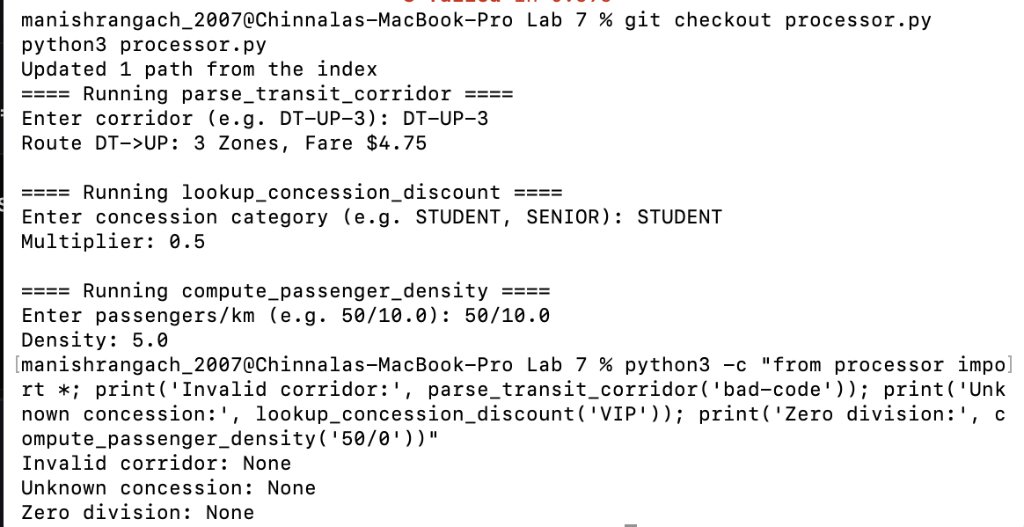 manishrangach_2007@Chinnalas-MacBook-Pro Lab 7 % git checkout processor.py
python3 processor.py
Updated 1 path from the index
==== Running parse_transit_corridor ====
Enter corridor (e.g. DT-UP-3): DT-UP-3
Route DT->UP: 3 Zones, Fare $4.75
==== Running lookup_concession_discount ====
Enter concession category (e.g. STUDENT, SENIOR): STUDENT
Multiplier: 0.5
==== Running compute_passenger_density ====
Enter passengers/km (e.g. 50/10.0): 50/10.0
Density: 5.0
[manishrangach_2007@Chinnalas-MacBook-Pro Lab 7 % python3 -c "from processor impo]
rt *; print('Invalid corridor:', parse_transit_corridor('bad-code')); print('Unk
nown concession:', lookup_concession_discount('VIP')); print('Zero division:', c
ompute_passenger_density('50/0'))"
Invalid corridor: None
Unknown concession: None
Zero division: None